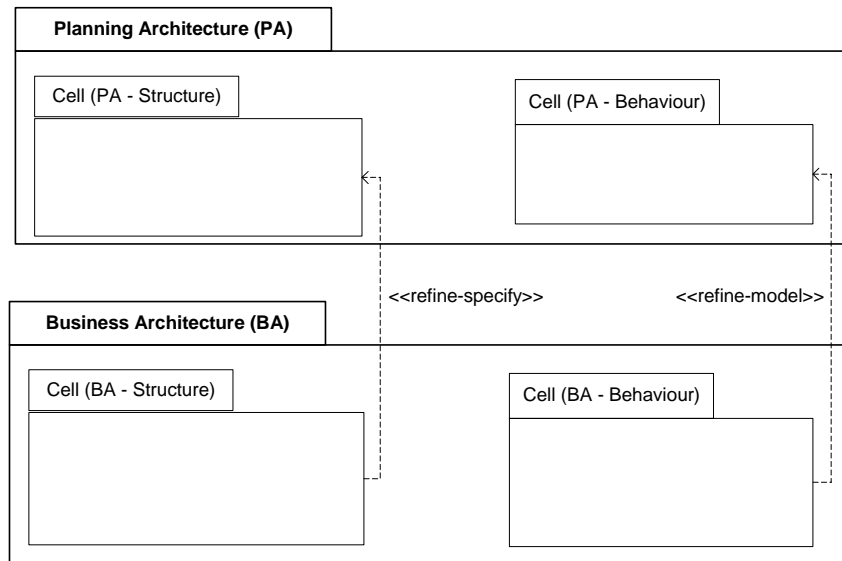 Planning Architecture (PA)
Cell (PA - Structure)
Cell (PA - Behaviour)
<<refine-specify>>
<<refine-model>>
Business Architecture (BA)
Cell (BA - Structure)
Cell (BA - Behaviour)